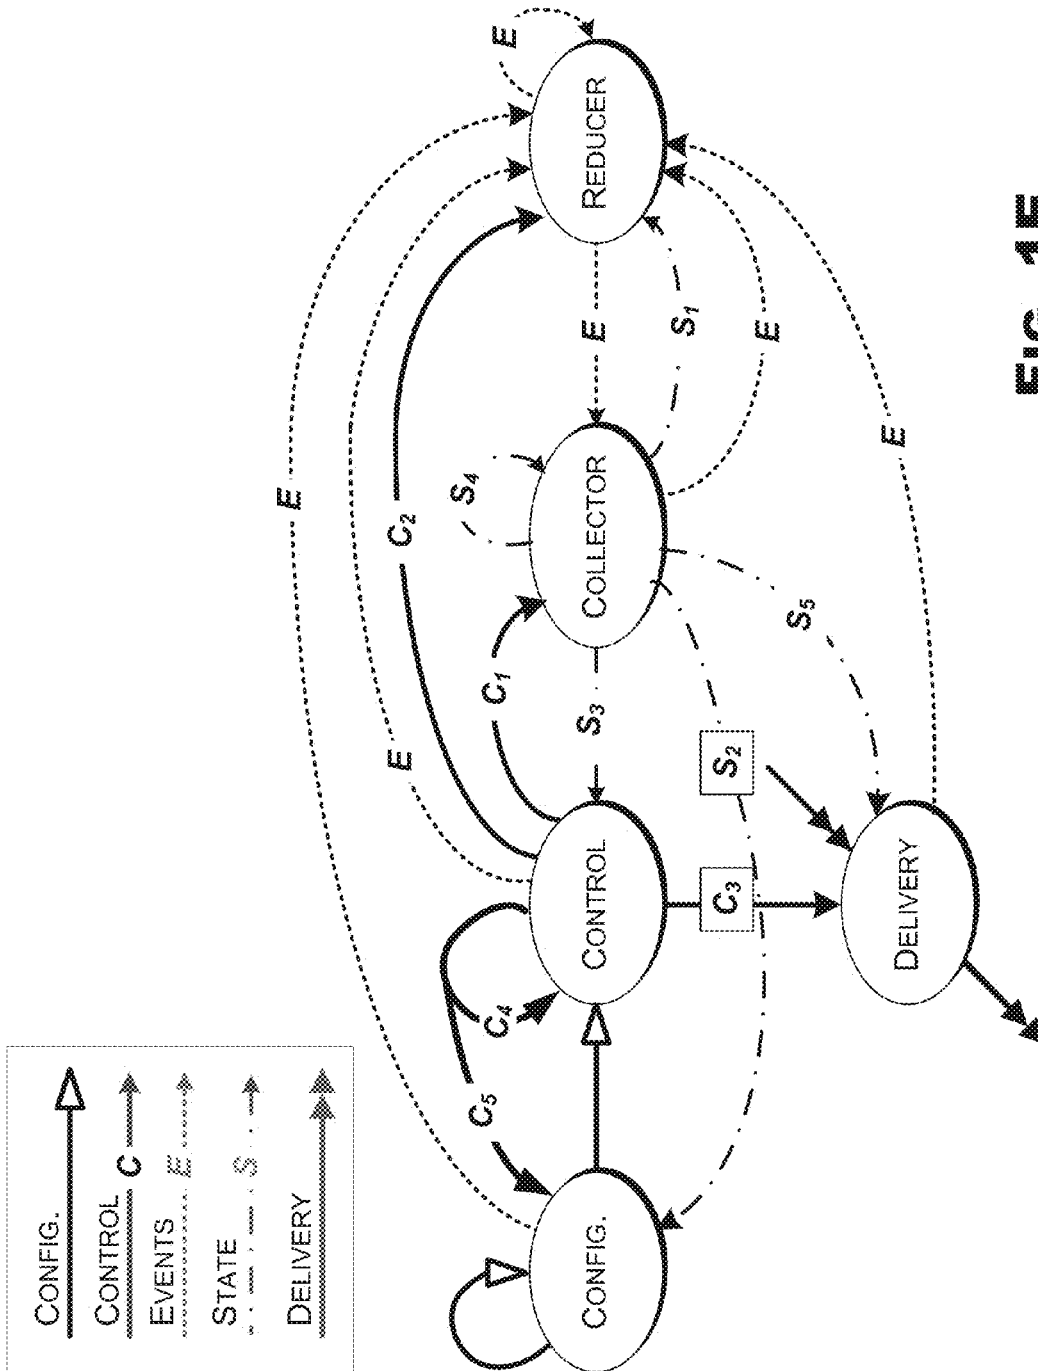 CONFIG.
CONTROL C
EVENTS E
STATE S
DELIVERY
E
E
C2
E
C5
C4
C1
S4
E
CONFIG.
CONTROL
S3
COLLECTOR
E
REDUCER
C3
S2
S5
S1
E
DELIVERY
E